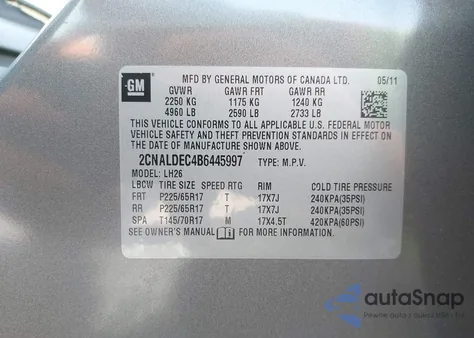 GM
MFD BY GENERAL MOTORS OF CANADA LTD. 05/11
GVWR GAWR FRT GAWR RR
2250 KG 1175 KG 1240 KG
4960 LB 2590 LB 2733 LB
THIS VEHICLE CONFORMS TO ALL APPLICABLE U.S. FEDERAL MOTOR
VEHICLE SAFETY AND THEFT PREVENTION STANDARDS IN EFFECT ON
THE DATE OF MANUFACTURE SHOWN ABOVE.
2CNALDEC4B6445997 TYPE: M.P.V.
MODEL: LH26
LBCW TIRE SIZE SPEED RTG RIM COLD TIRE PRESSURE
FRT P225/65R17 T 17X7J 240KPA(35PSI)
RR P225/65R17 T 17X7J 240KPA(35PSI)
SPA T145/70R17 M 17X4.5T 420KPA(60PSI)
SEE OWNER'S MANUAL FOR MORE INFORMATION.
autoSnap